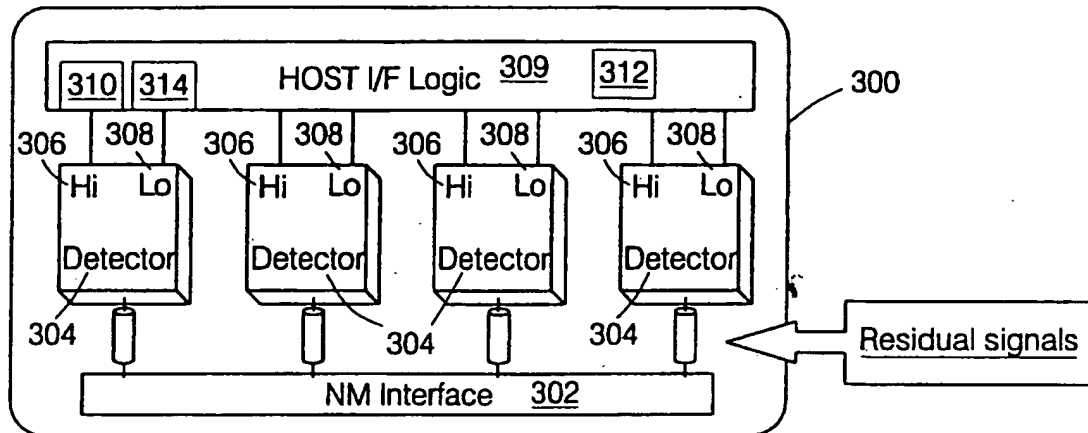 310 314 HOST I/F Logic 309 312
300
306 308 306 308 306 308 306 308
Hi Lo Hi Lo Hi Lo Hi Lo
Detector Detector Detector Detector
304 304 304 304
Residual signals
NM Interface 302